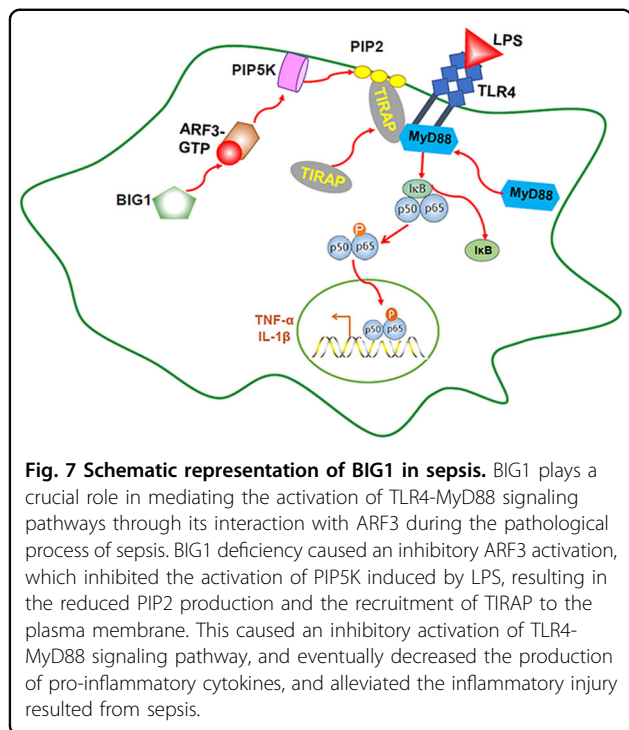 LPS
PIP2
PIP5K
TLR4
TIRAP
ARF3-
GTP
MyD88
TIRAP
BIG1
IκB
p50 p65
MyD88
P
p50 p65
IκB
TNF-α
IL-1β
P
p50 p65
Fig. 7 Schematic representation of BIG1 in sepsis. BIG1 plays a
crucial role in mediating the activation of TLR4-MyD88 signaling
pathways through its interaction with ARF3 during the pathological
process of sepsis. BIG1 deficiency caused an inhibitory ARF3 activation,
which inhibited the activation of PIP5K induced by LPS, resulting in
the reduced PIP2 production and the recruitment of TIRAP to the
plasma membrane. This caused an inhibitory activation of TLR4-
MyD88 signaling pathway, and eventually decreased the production
of pro-inflammatory cytokines, and alleviated the inflammatory injury
resulted from sepsis.